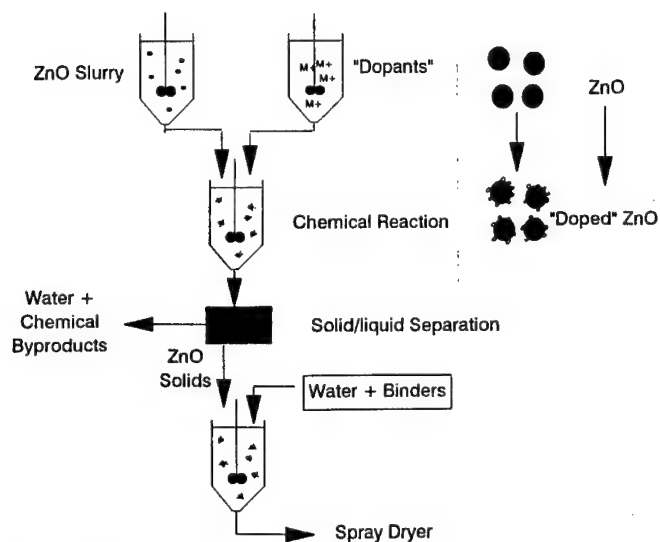 ZnO Slurry
M+
M+
M+
M+
M+
"Dopants"
ZnO
Chemical Reaction
"Doped" ZnO
Water +
Chemical
Byproducts
Solid/liquid Separation
ZnO
Solids
Water + Binders
Spray Dryer